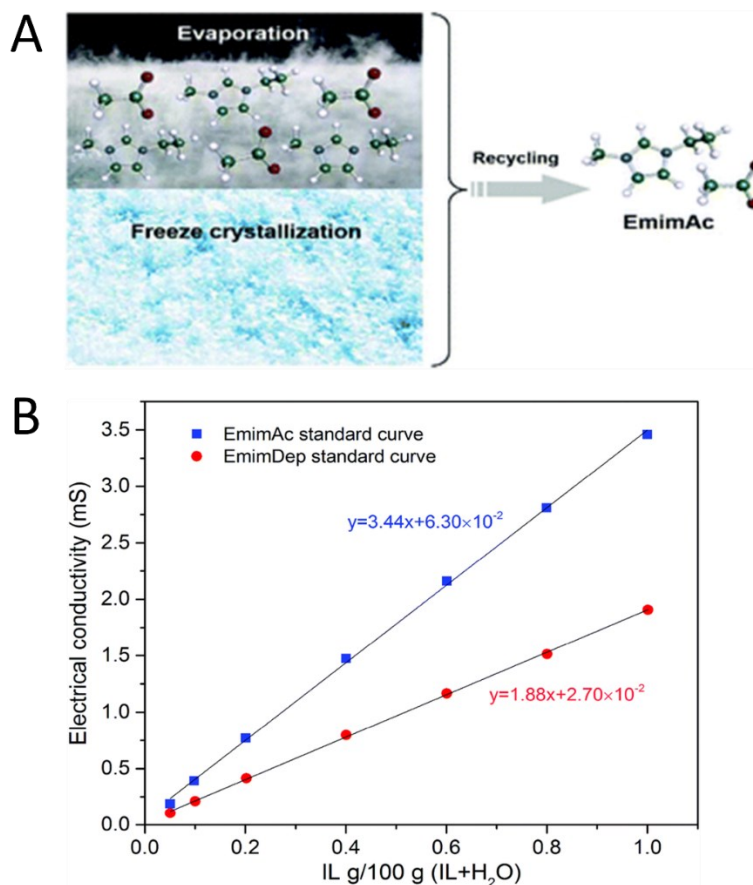 A
Evaporation
Freeze crystallization
Recycling
EmimAc
B
EmimAc standard curve
EmimDep standard curve
y=3.44x+6.30×10⁻²
y=1.88x+2.70×10⁻²
Electrical conductivity (mS)
3.5
3.0
2.5
2.0
1.5
1.0
0.5
0.0
0.0 0.2 0.4 0.6 0.8 1.0
IL g/100 g (IL+H₂O)